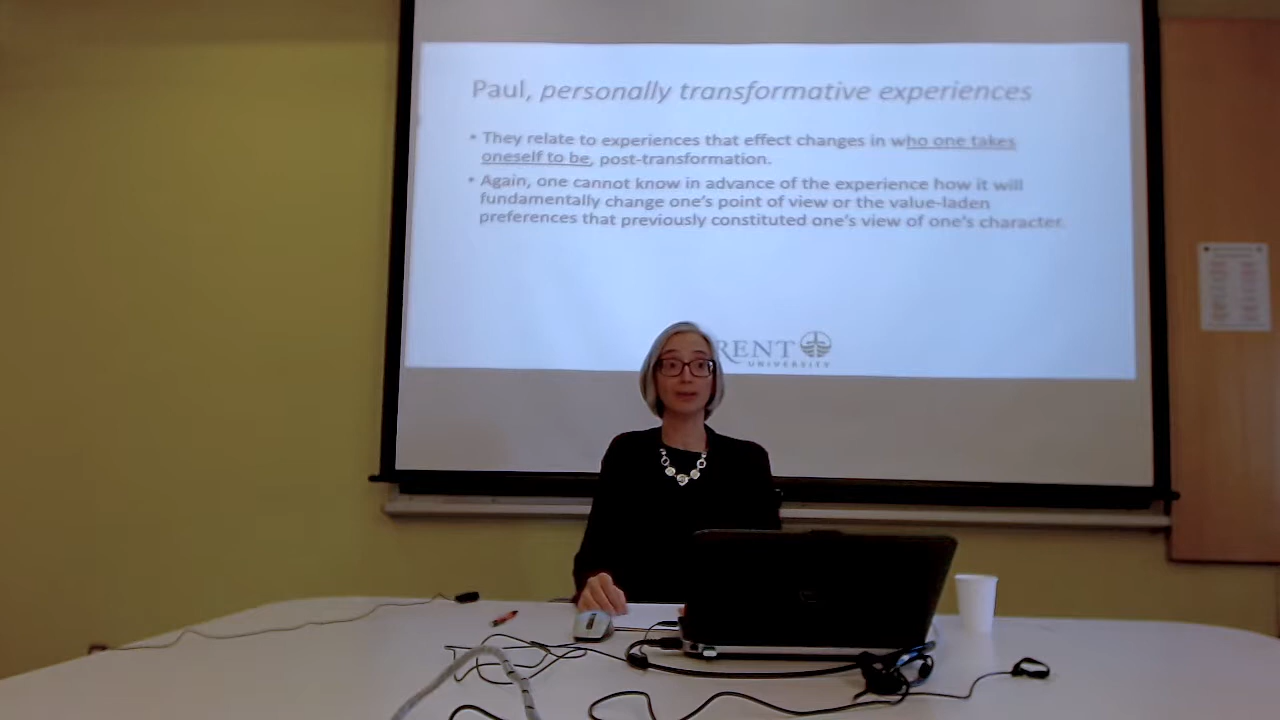 Paul, personally transformative experiences
• They relate to experiences that effect changes in who one takes
oneself to be, post-transformation.
• Again, one cannot know in advance of the experience how it will
fundamentally change one's point of view or the value-laden
preferences that previously constituted one's view of one's character.
RENT
UNIVERSITY